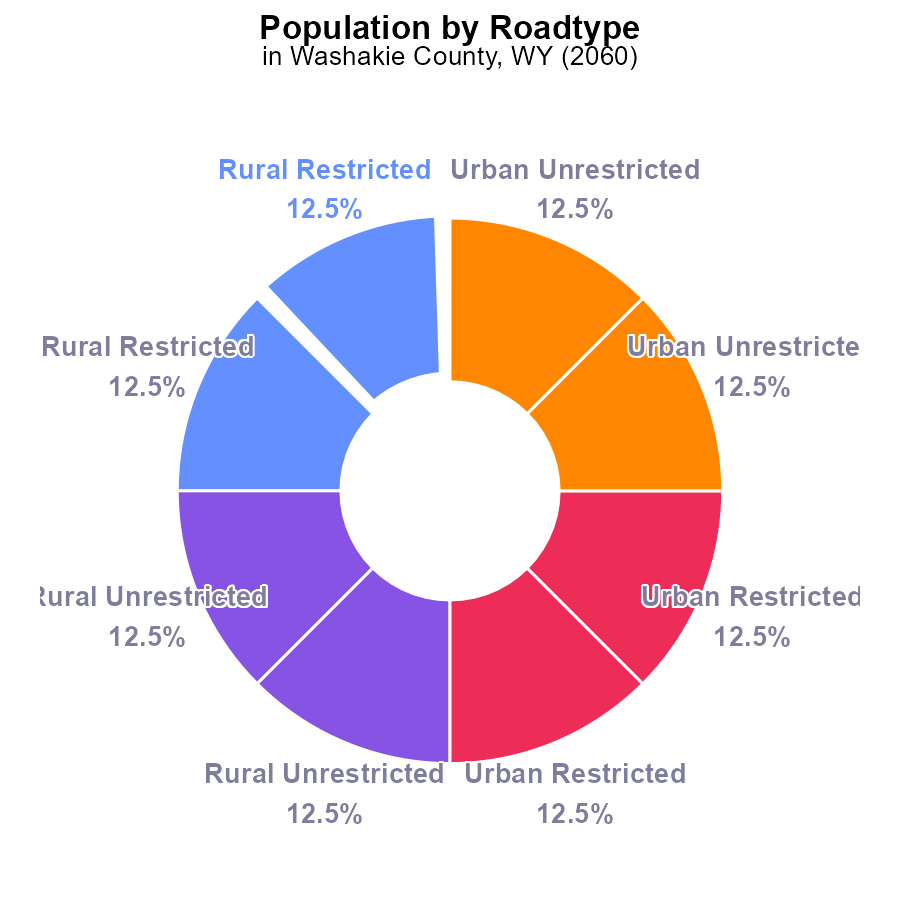 Population by Roadtype
in Washakie County, WY (2060)
Rural Restricted
12.5%
Urban Unrestricted
12.5%
Rural Restricted
12.5%
Urban Unrestricte
12.5%
Rural Unrestricted
12.5%
Urban Restricted
12.5%
Rural Unrestricted
12.5%
Urban Restricted
12.5%